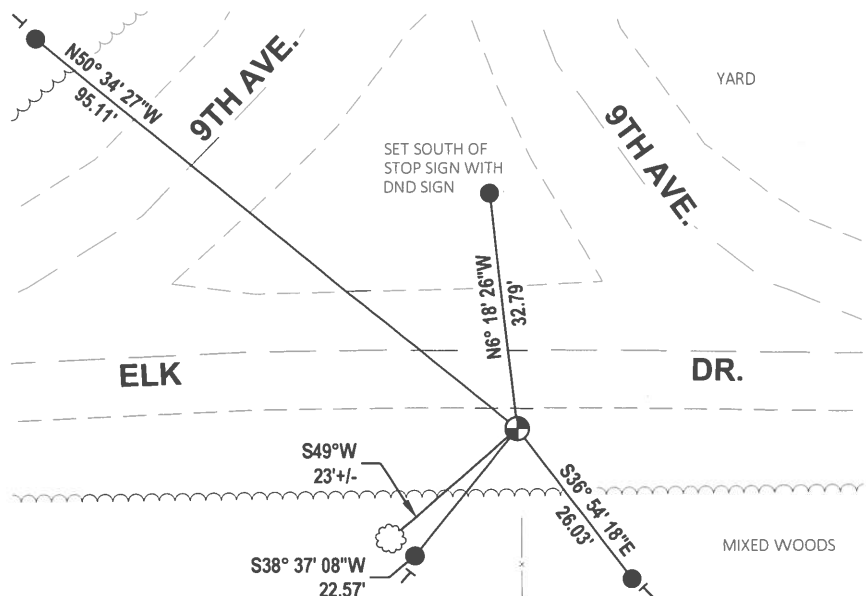 N50° 34' 27"W
95.11'
9TH AVE.
YARD
9TH AVE.
SET SOUTH OF
STOP SIGN WITH
DND SIGN
N6° 18' 26"W
32.79'
ELK
DR.
S49°W
23'+/-
S36° 54' 18"E
26.03'
MIXED WOODS
S38° 37' 08"W
22.57'